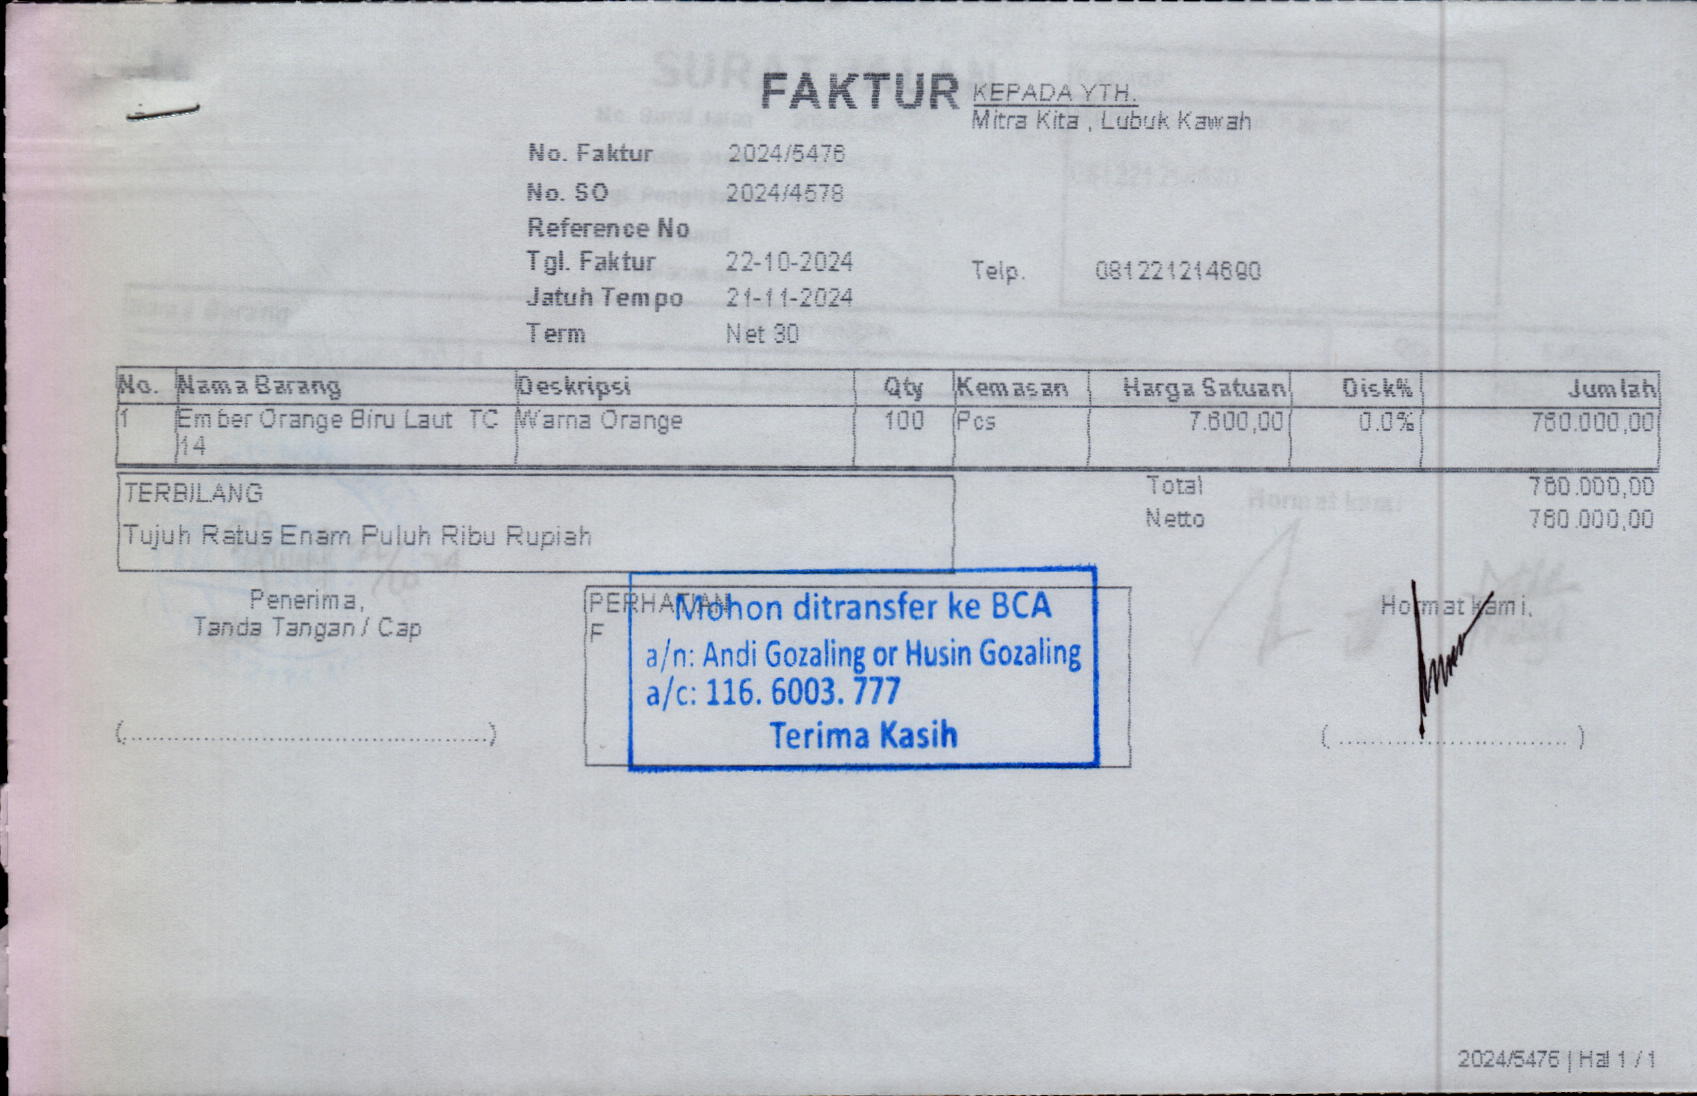 FAKTUR
KEPADA YTH.
Mitra Kita , Lubuk Kawah
No. Faktur 2024/5476
No. SO 2024/4578
Reference No
Tgl. Faktur 22-10-2024
Telp. 081221214690
Jatuh Tempo 21-11-2024
Term Net 30
No. Nama Barang Deskripsi Qty Kemasan Harga Satuan Disk% Jumlah
1 Ember Orange Biru Laut TC Warna Orange 100 Pcs 7.600,00 0.0% 760.000,00
14
TERBILANG
Tujuh Ratus Enam Puluh Ribu Rupiah
Total 760.000,00
Netto 760.000,00
Penerima,
Tanda Tangan / Cap
(............................................)
PERHATIAN
F
Mohon ditransfer ke BCA
a/n: Andi Gozaling or Husin Gozaling
a/c: 116. 6003. 777
Terima Kasih
Hormat kami,
( ............................ )
2024/5476 | Hal 1 / 1